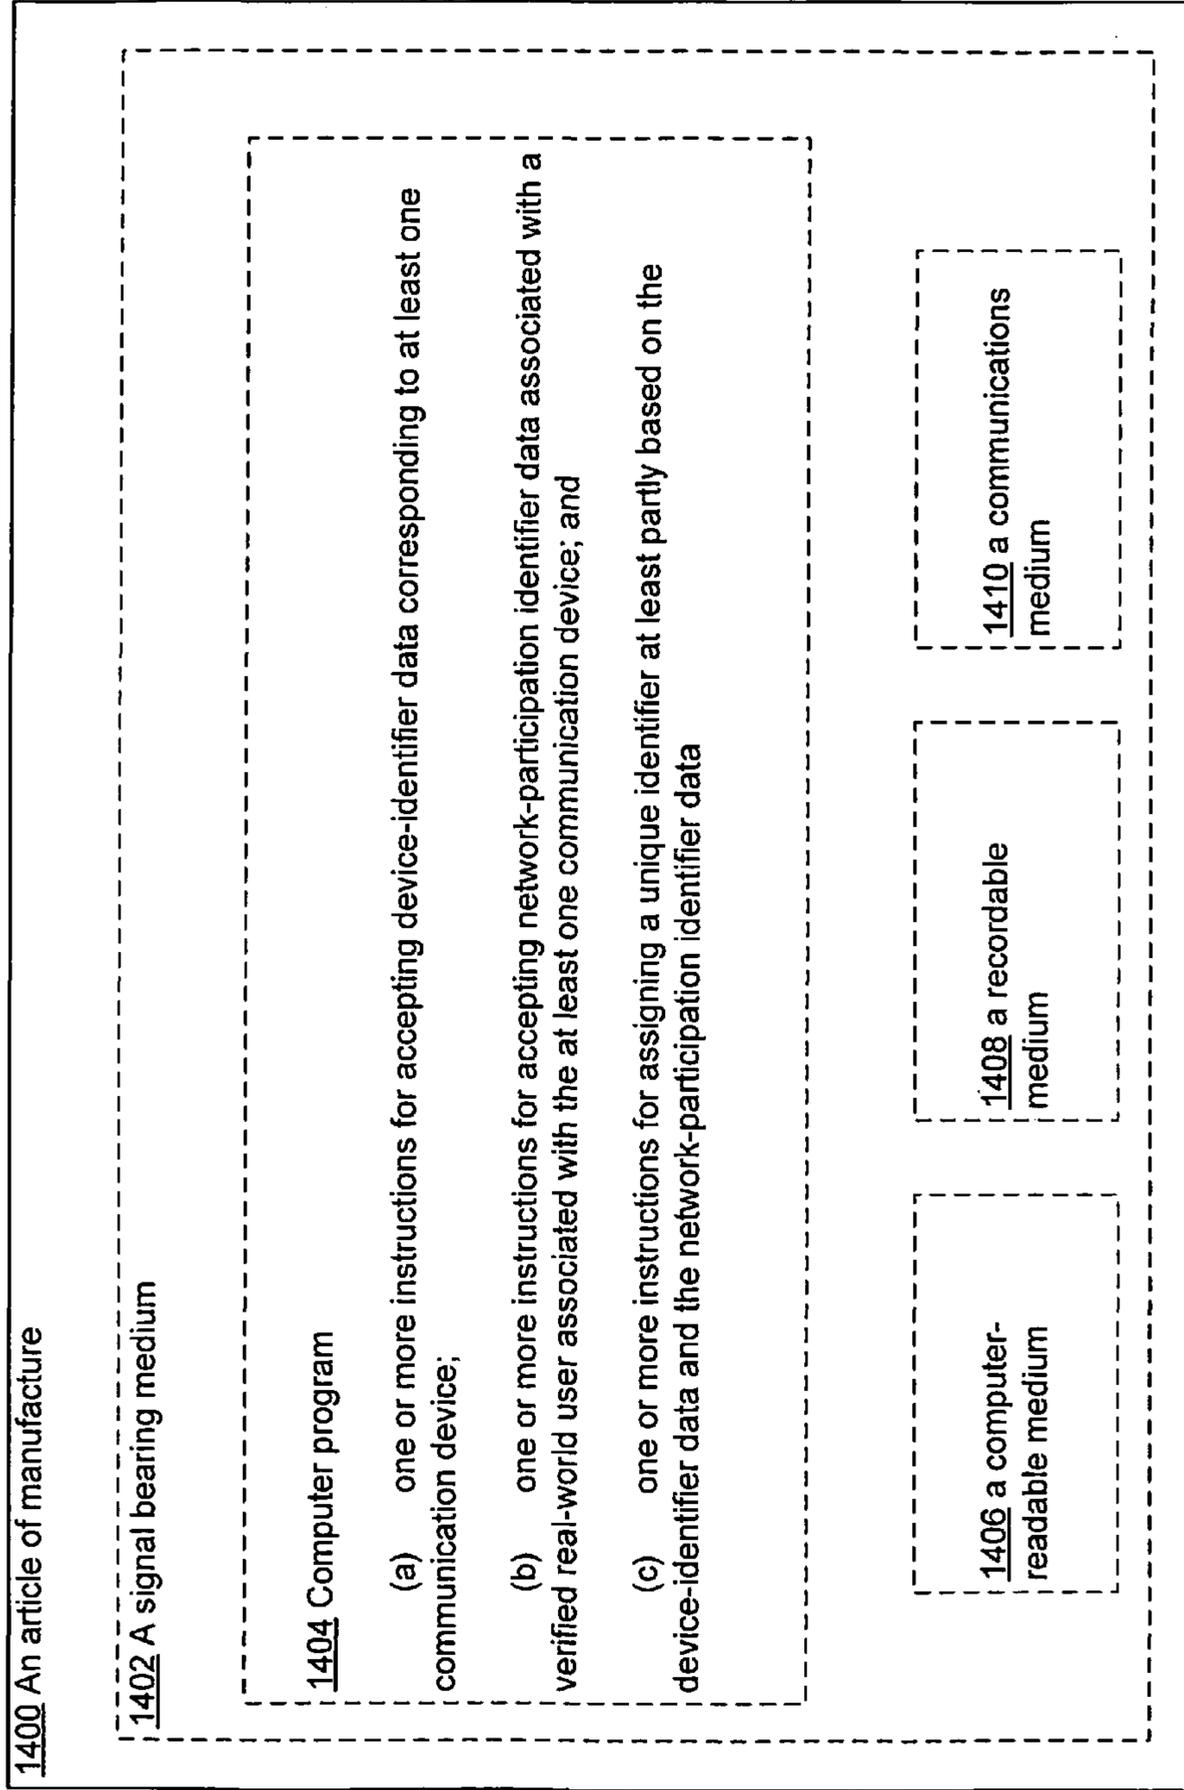 1400 An article of manufacture
1402 A signal bearing medium
1404 Computer program
(a) one or more instructions for accepting device-identifier data corresponding to at least one
communication device;
(b) one or more instructions for accepting network-participation identifier data associated with a
verified real-world user associated with the at least one communication device; and
(c) one or more instructions for assigning a unique identifier at least partly based on the
device-identifier data and the network-participation identifier data
1406 a computer-
readable medium
1408 a recordable
medium
1410 a communications
medium